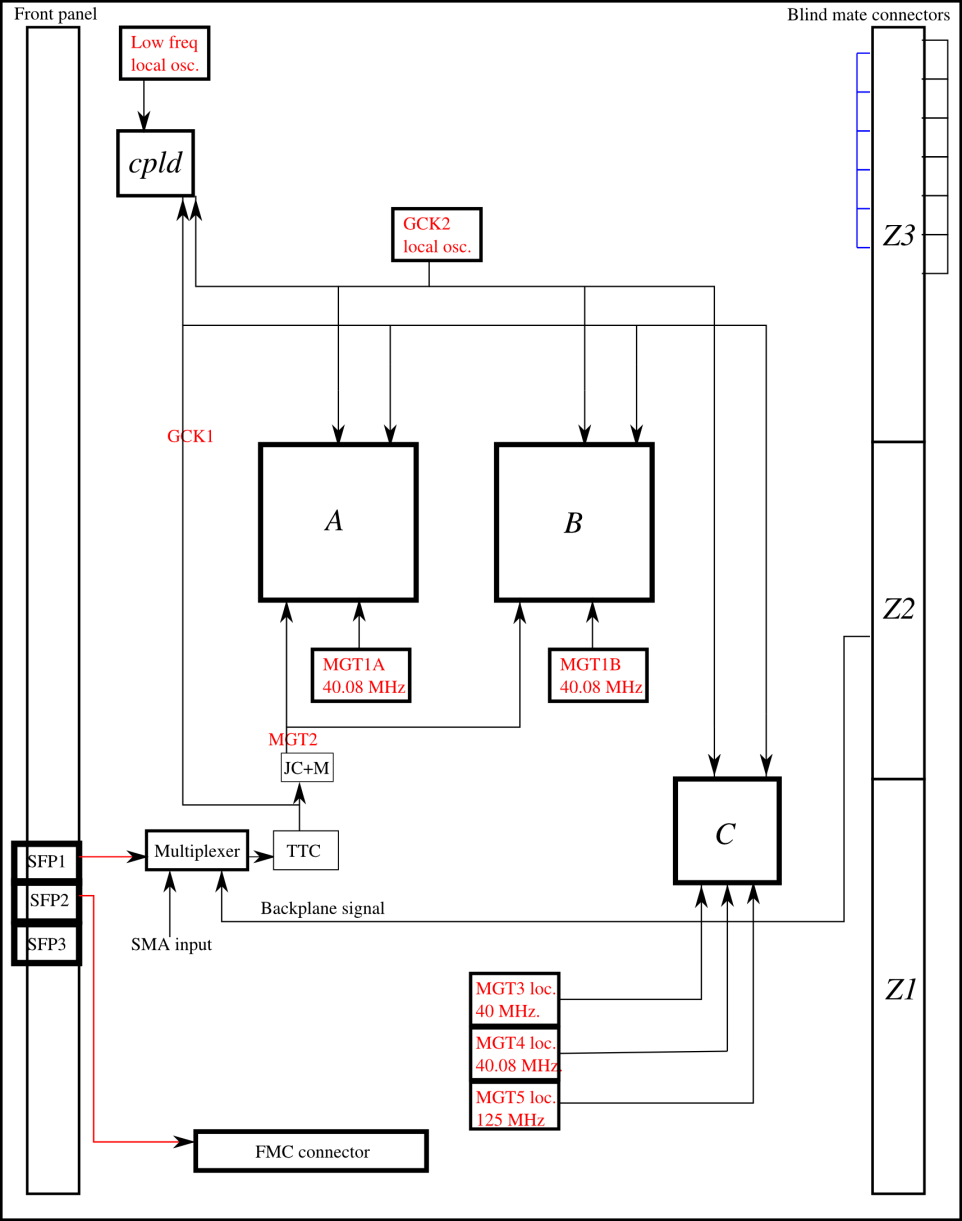 Front panel
Blind mate connectors
Low freq
local osc.
cpld
GCK2
local osc.
Z3
GCK1
A
B
Z2
MGT1A
40.08 MHz
MGT1B
40.08 MHz
MGT2
JC+M
C
SFP1
Multiplexer
TTC
SFP2
Backplane signal
SFP3
SMA input
Z1
MGT3 loc.
40 MHz.
MGT4 loc.
40.08 MHz.
MGT5 loc.
125 MHz
FMC connector